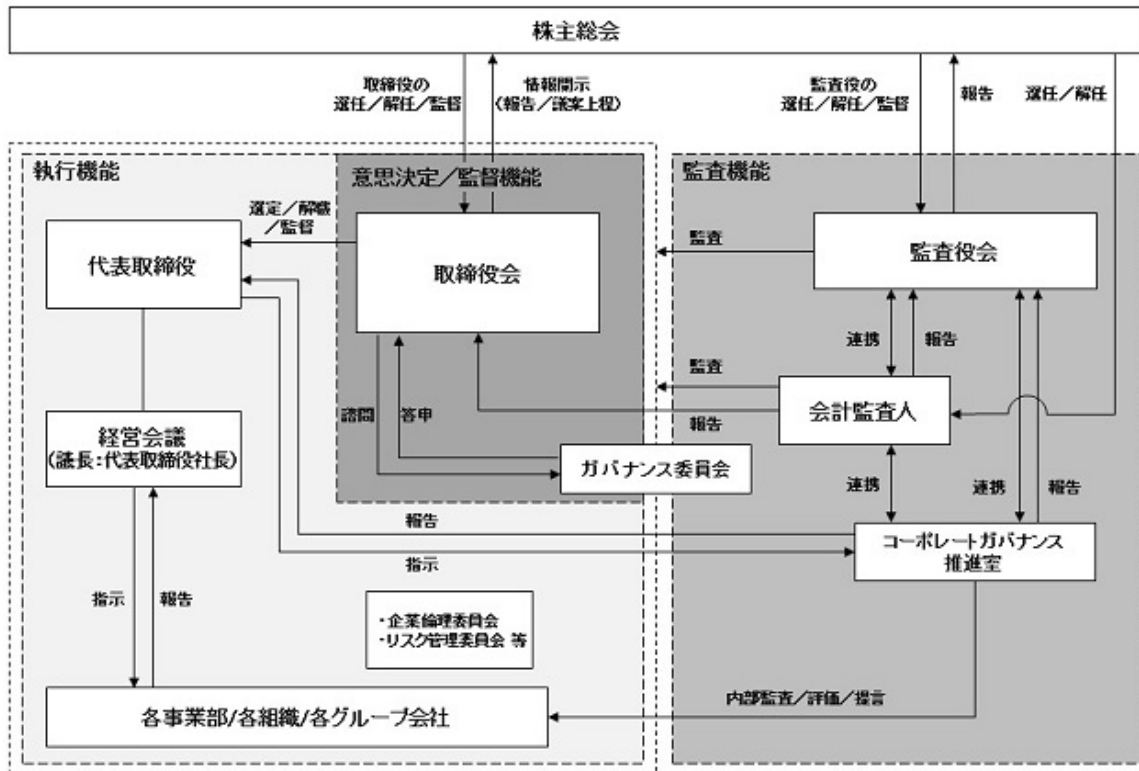 株主総会
取締役の
選任／解任／監督
情報開示
(報告／議案上程)
監査役の
選任／解任／監督
報告
選任／解任
執行機能
意思決定／監督機能
監査機能
選定／解職
／監督
代表取締役
取締役会
監査
監査役会
連携
報告
監査
会計監査人
報告
諮問
答申
経営会議
(議長：代表取締役社長)
ガバナンス委員会
連携
連携
報告
報告
コーポレートガバナンス
推進室
指示
指示
報告
・企業倫理委員会
・リスク管理委員会 等
内部監査／評価／提言
各事業部/各組織/各グループ会社